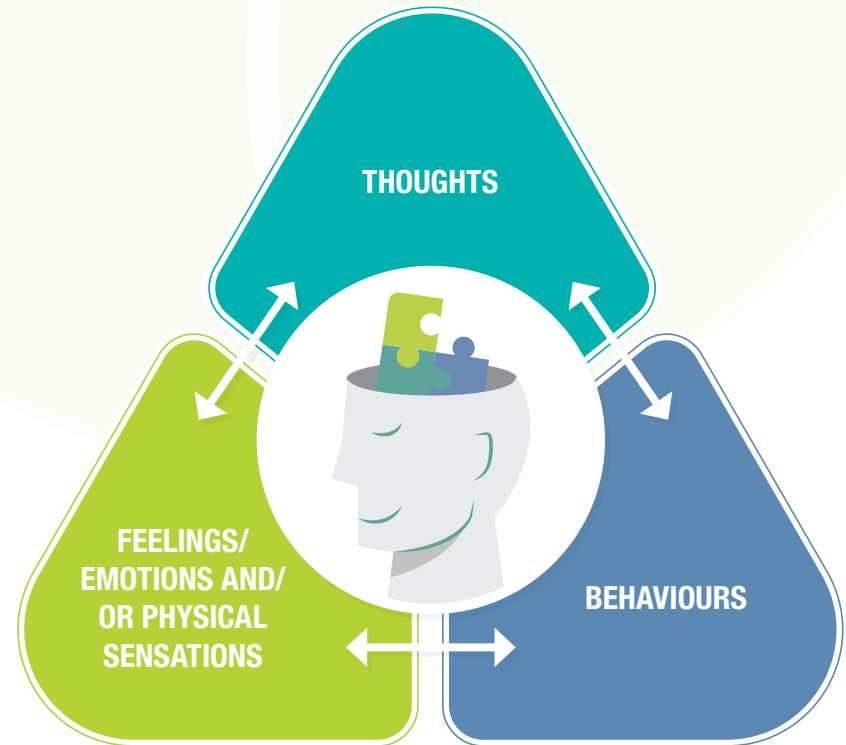 THOUGHTS
FEELINGS/
EMOTIONS AND/
OR PHYSICAL
SENSATIONS
BEHAVIOURS